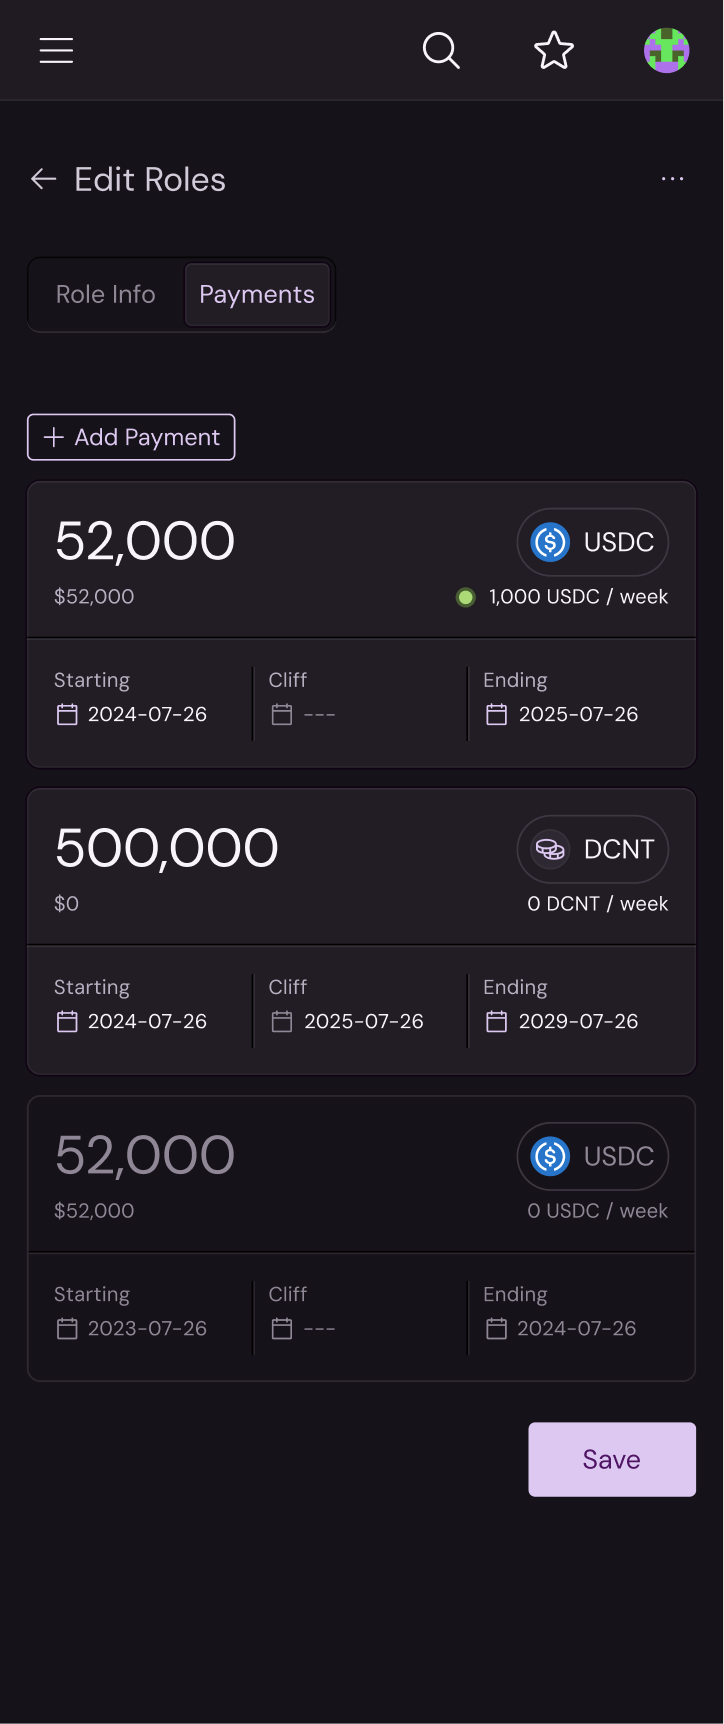 Edit Roles
...
Role Info Payments
+ Add Payment
52,000 USDC
$52,000 1,000 USDC / week
Starting Cliff Ending
2024-07-26 --- 2025-07-26
500,000 DCNT
$0 0 DCNT / week
Starting Cliff Ending
2024-07-26 2025-07-26 2029-07-26
52,000 USDC
$52,000 0 USDC / week
Starting Cliff Ending
2023-07-26 --- 2024-07-26
Save